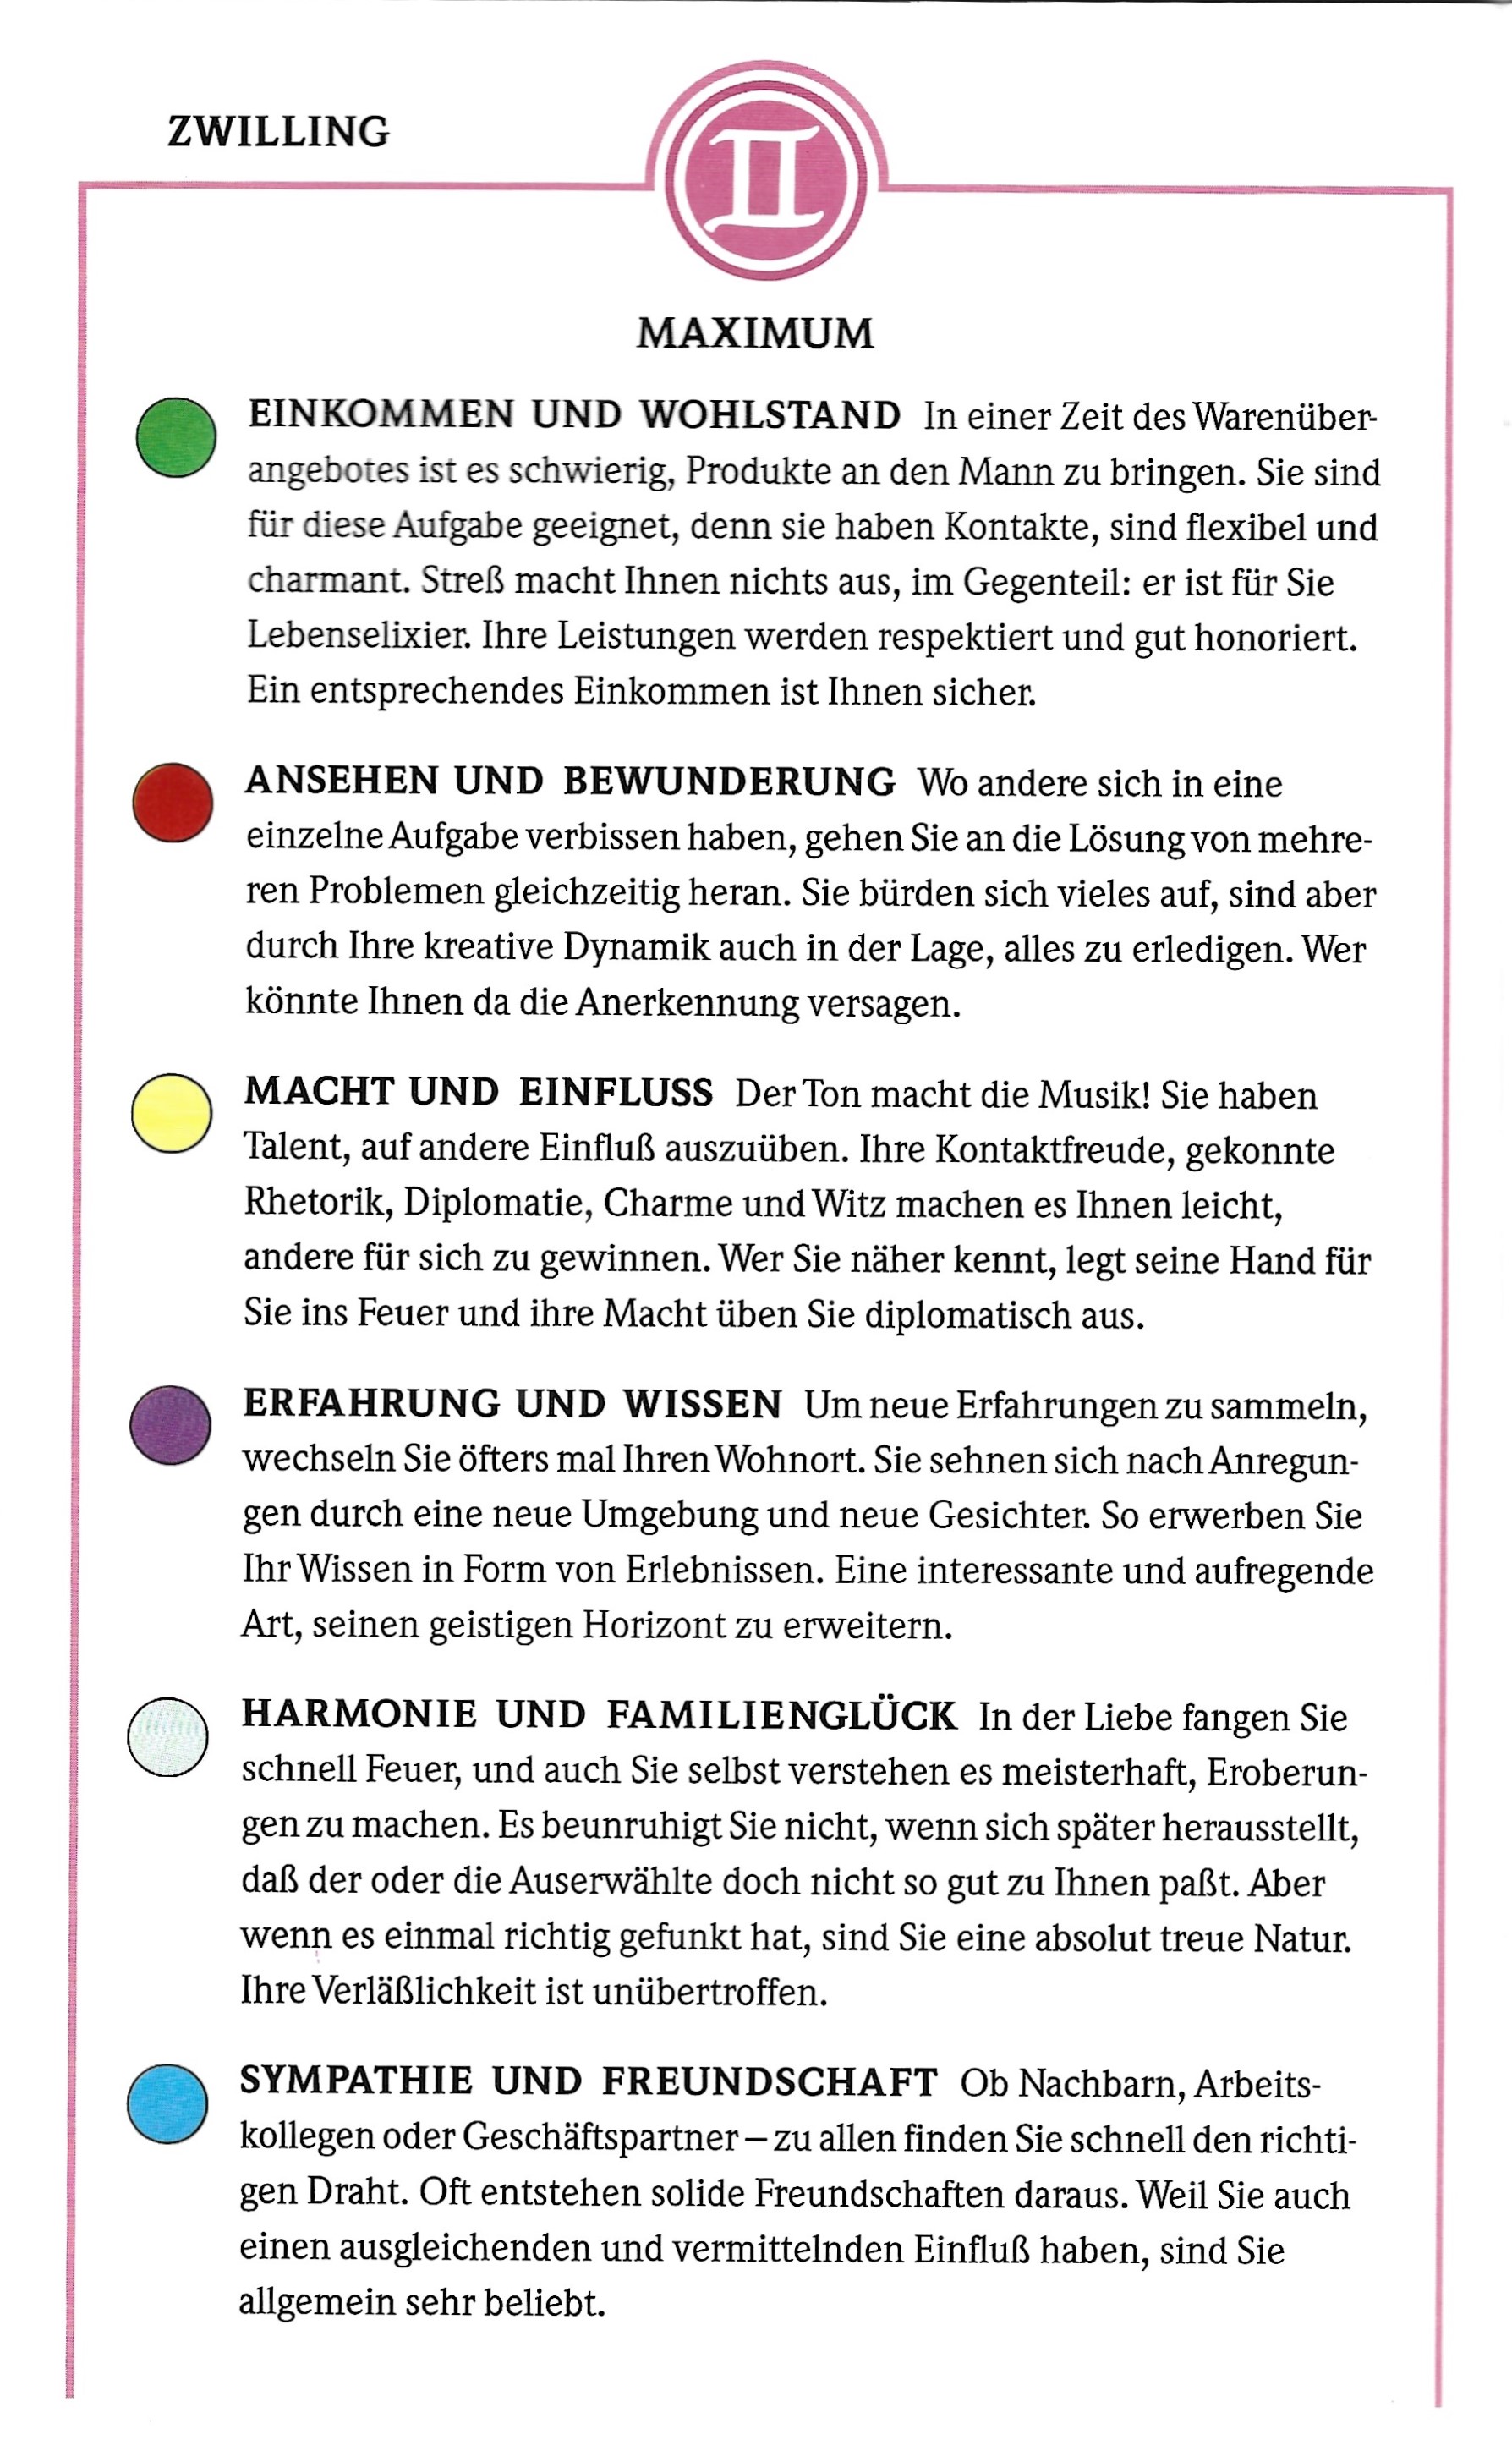 ZWILLING
MAXIMUM
EINKOMMEN UND WOHLSTAND In einer Zeit des Warenüber-
angebotes ist es schwierig, Produkte an den Mann zu bringen. Sie sind
für diese Aufgabe geeignet, denn sie haben Kontakte, sind flexibel und
charmant. Streß macht Ihnen nichts aus, im Gegenteil: er ist für Sie
Lebenselixier. Ihre Leistungen werden respektiert und gut honoriert.
Ein entsprechendes Einkommen ist Ihnen sicher.
ANSEHEN UND BEWUNDERUNG Wo andere sich in eine
einzelne Aufgabe verbissen haben, gehen Sie an die Lösung von mehre-
ren Problemen gleichzeitig heran. Sie bürden sich vieles auf, sind aber
durch Ihre kreative Dynamik auch in der Lage, alles zu erledigen. Wer
könnte Ihnen da die Anerkennung versagen.
MACHT UND EINFLUSS Der Ton macht die Musik! Sie haben
Talent, auf andere Einfluß auszuüben. Ihre Kontaktfreude, gekonnte
Rhetorik, Diplomatie, Charme und Witz machen es Ihnen leicht,
andere für sich zu gewinnen. Wer Sie näher kennt, legt seine Hand für
Sie ins Feuer und ihre Macht üben Sie diplomatisch aus.
ERFAHRUNG UND WISSEN Um neue Erfahrungen zu sammeln,
wechseln Sie öfters mal Ihren Wohnort. Sie sehnen sich nach Anregun-
gen durch eine neue Umgebung und neue Gesichter. So erwerben Sie
Ihr Wissen in Form von Erlebnissen. Eine interessante und aufregende
Art, seinen geistigen Horizont zu erweitern.
HARMONIE UND FAMILIENGLÜCK In der Liebe fangen Sie
schnell Feuer, und auch Sie selbst verstehen es meisterhaft, Eroberun-
gen zu machen. Es beunruhigt Sie nicht, wenn sich später herausstellt,
daß der oder die Auserwählte doch nicht so gut zu Ihnen paßt. Aber
wenn es einmal richtig gefunkt hat, sind Sie eine absolut treue Natur.
Ihre Verläßlichkeit ist unübertroffen.
SYMPATHIE UND FREUNDSCHAFT Ob Nachbarn, Arbeits-
kollegen oder Geschäftspartner – zu allen finden Sie schnell den richti-
gen Draht. Oft entstehen solide Freundschaften daraus. Weil Sie auch
einen ausgleichenden und vermittelnden Einfluß haben, sind Sie
allgemein sehr beliebt.